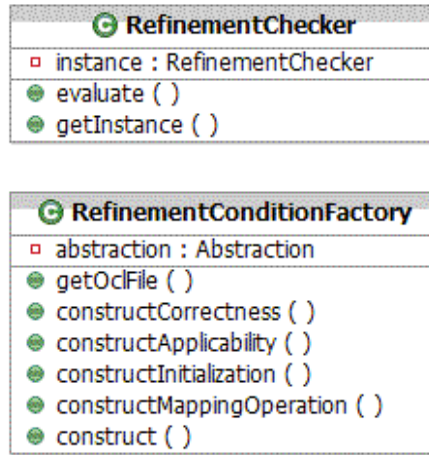 RefinementChecker
instance : RefinementChecker
evaluate ( )
getInstance ( )
RefinementConditionFactory
abstraction : Abstraction
getOclFile ( )
constructCorrectness ( )
constructApplicability ( )
constructInitialization ( )
constructMappingOperation ( )
construct ( )